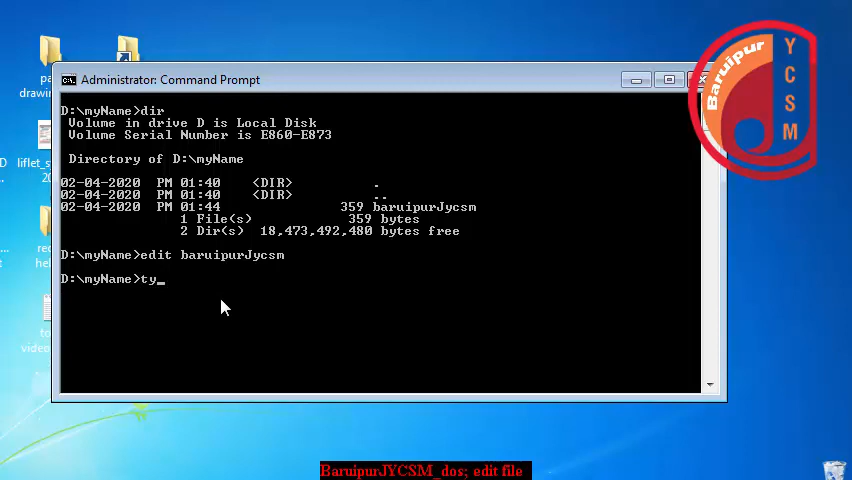 Administrator: Command Prompt
D:\myName>dir
Volume in drive D is Local Disk
Volume Serial Number is E860-E873
Directory of D:\myName
02-04-2020 PM 01:40 <DIR> .
02-04-2020 PM 01:40 <DIR> ..
02-04-2020 PM 01:44 359 baruipurJycsm
1 File(s) 359 bytes
2 Dir(s) 18,473,492,480 bytes free
D:\myName>edit baruipurJycsm
D:\myName>ty_
Baruipur
Y
C
S
M
BaruipurJYCSM_dos; edit file